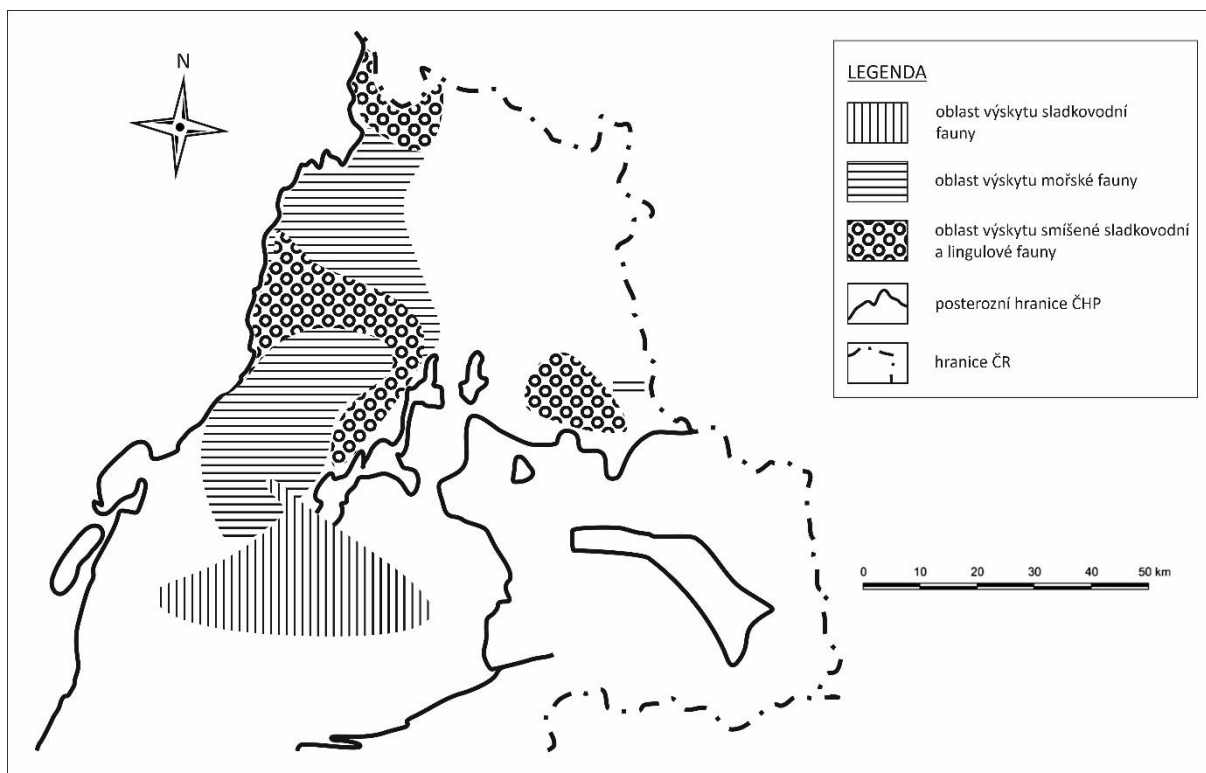 N
LEGENDA
oblast výskytu sladkovodní
fauny
oblast výskytu mořské fauny
oblast výskytu smíšené sladkovodní
a lingulové fauny
posterozní hranice ČHP
hranice ČR
0 10 20 30 40 50 km